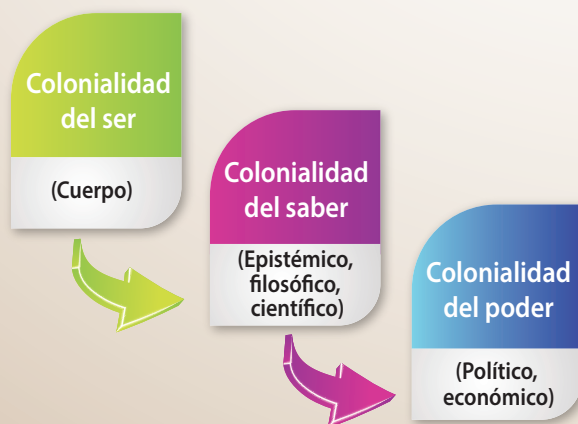 Colonialidad
del ser
(Cuerpo)
Colonialidad
del saber
(Epistémico,
filosófico,
científico)
Colonialidad
del poder
(Político,
económico)